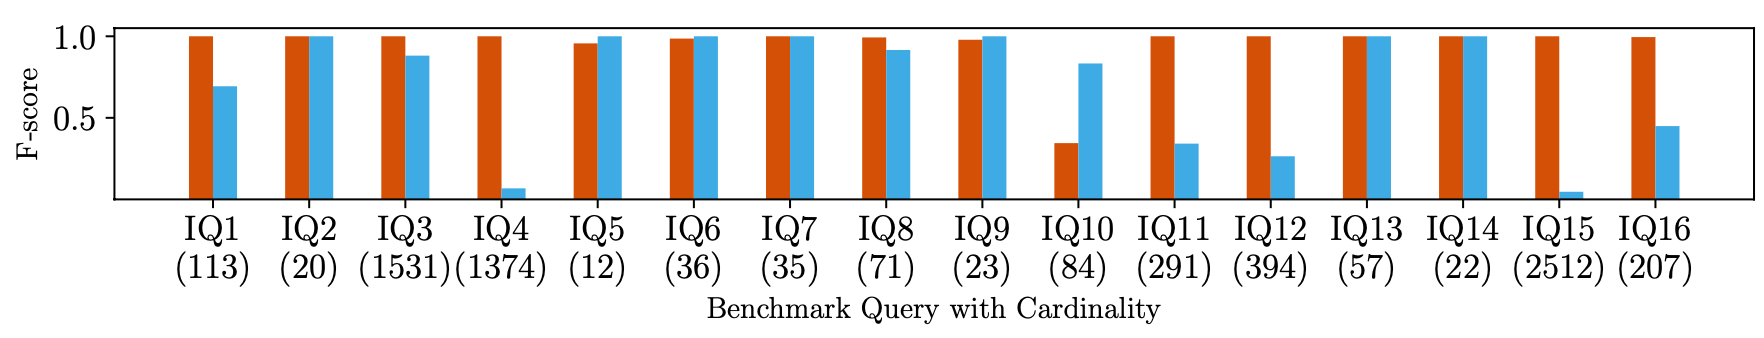 F-score
1.0
0.5
IQ1 IQ2 IQ3 IQ4 IQ5 IQ6 IQ7 IQ8 IQ9 IQ10 IQ11 IQ12 IQ13 IQ14 IQ15 IQ16
(113) (20) (1531) (1374) (12) (36) (35) (71) (23) (84) (291) (394) (57) (22) (2512) (207)
Benchmark Query with Cardinality